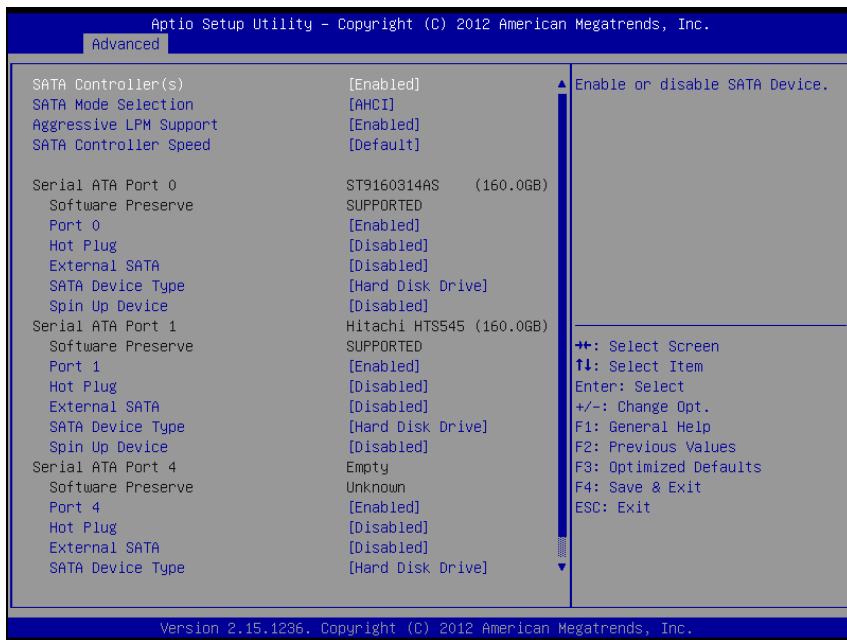 Aptio Setup Utility – Copyright (C) 2012 American Megatrends, Inc.
Advanced
SATA Controller(s) [Enabled]
SATA Mode Selection [AHCI]
Aggressive LPM Support [Enabled]
SATA Controller Speed [Default]
Serial ATA Port 0 ST9160314AS (160.0GB)
Software Preserve SUPPORTED
Port 0 [Enabled]
Hot Plug [Disabled]
External SATA [Disabled]
SATA Device Type [Hard Disk Drive]
Spin Up Device [Disabled]
Serial ATA Port 1 Hitachi HTS545 (160.0GB)
Software Preserve SUPPORTED
Port 1 [Enabled]
Hot Plug [Disabled]
External SATA [Disabled]
SATA Device Type [Hard Disk Drive]
Spin Up Device [Disabled]
Serial ATA Port 4 Empty
Software Preserve Unknown
Port 4 [Enabled]
Hot Plug [Disabled]
External SATA [Disabled]
SATA Device Type [Hard Disk Drive]
Enable or disable SATA Device.
→←: Select Screen
↑↓: Select Item
Enter: Select
+/-: Change Opt.
F1: General Help
F2: Previous Values
F3: Optimized Defaults
F4: Save & Exit
ESC: Exit
Version 2.15.1236. Copyright (C) 2012 American Megatrends, Inc.